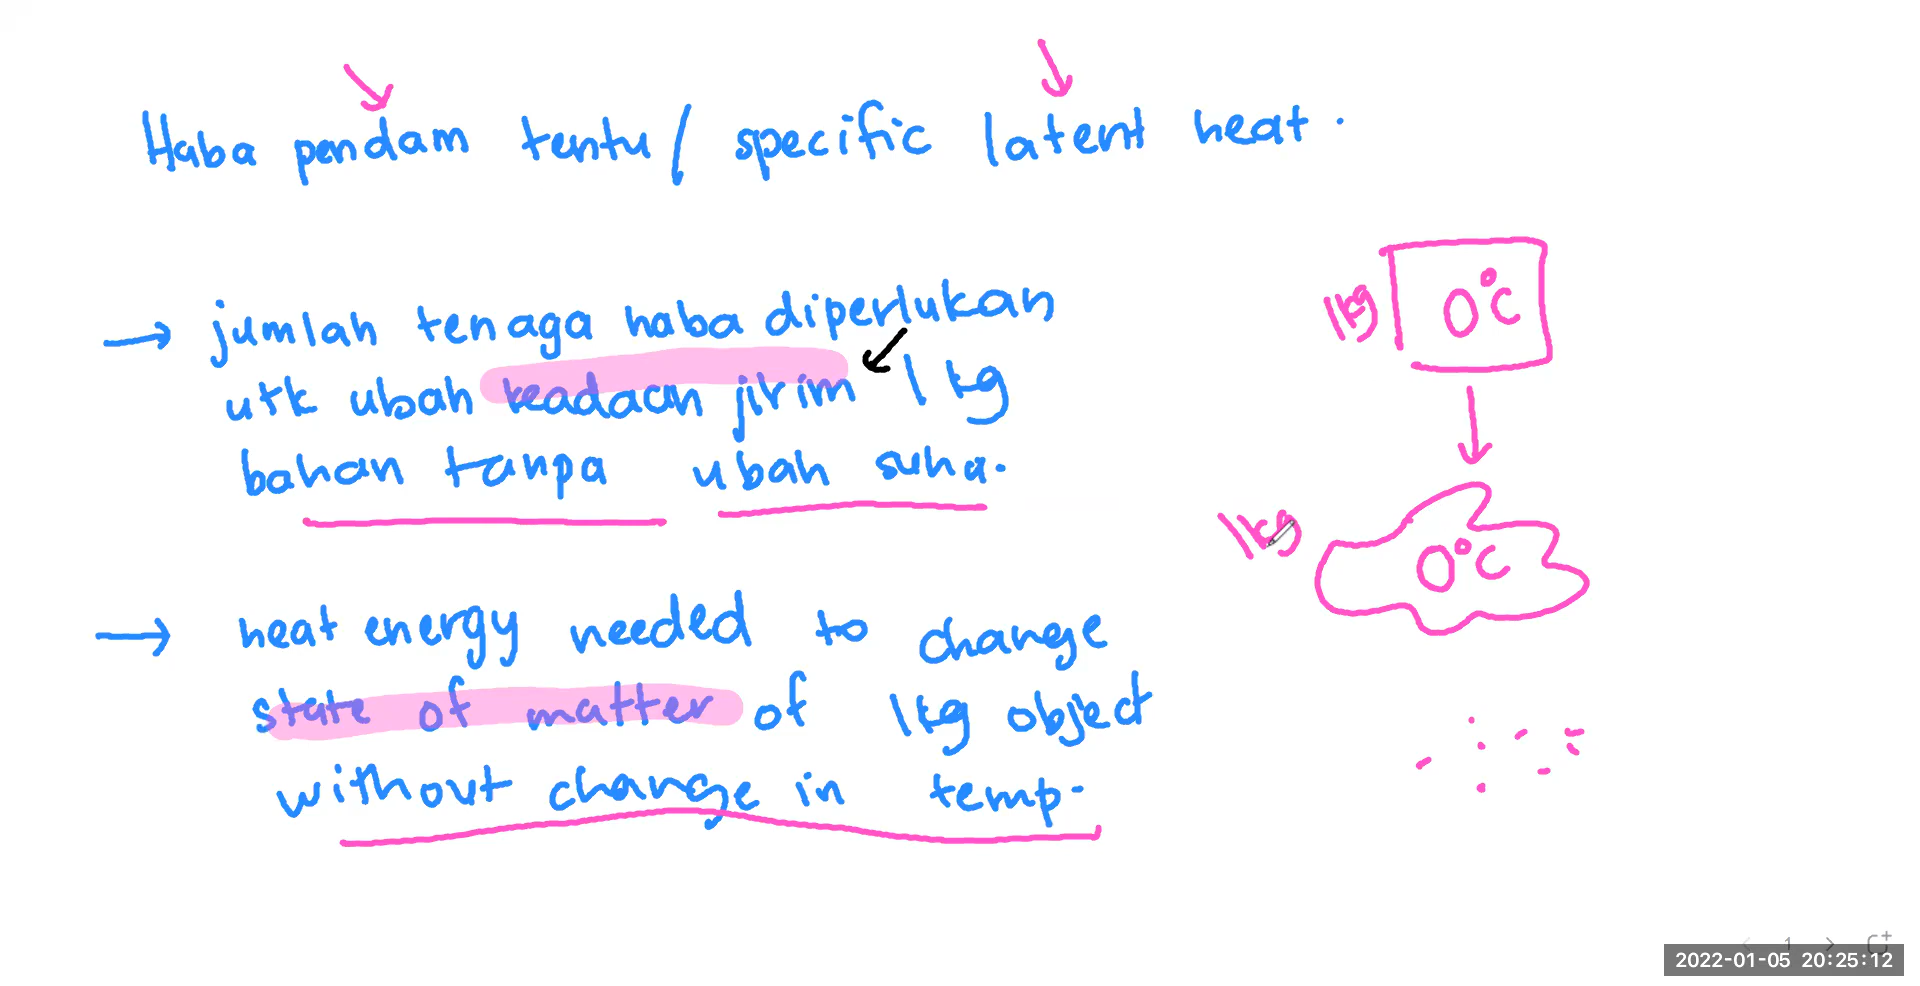 Haba pendam tentu / specific latent heat.
→ jumlah tenaga haba diperlukan
utk ubah keadaan jirim 1 kg
bahan tanpa ubah suhu.
→ heat energy needed to change
state of matter of 1kg object
without change in temp.
1kg
0°C
1kg
0°C
1
2022-01-05 20:25:12